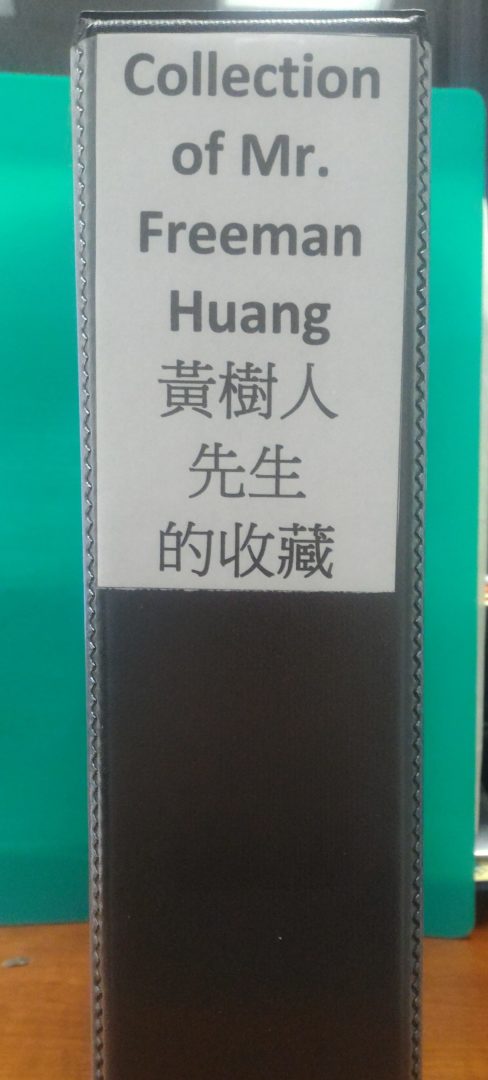 Collection
of Mr.
Freeman
Huang
黃樹人
先生
的收藏